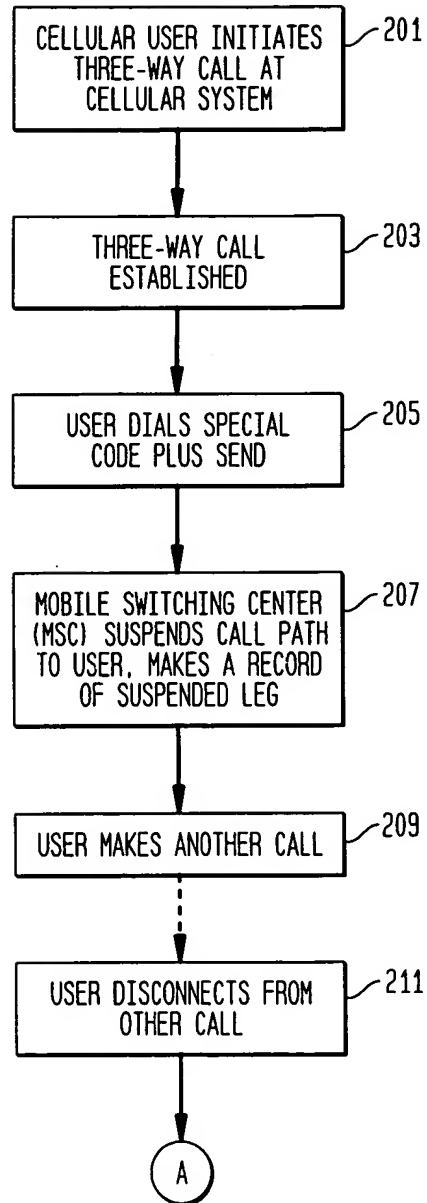 CELLULAR USER INITIATES
THREE-WAY CALL AT
CELLULAR SYSTEM
201
THREE-WAY CALL
ESTABLISHED
203
USER DIALS SPECIAL
CODE PLUS SEND
205
MOBILE SWITCHING CENTER
(MSC) SUSPENDS CALL PATH
TO USER, MAKES A RECORD
OF SUSPENDED LEG
207
USER MAKES ANOTHER CALL
209
USER DISCONNECTS FROM
OTHER CALL
211
A